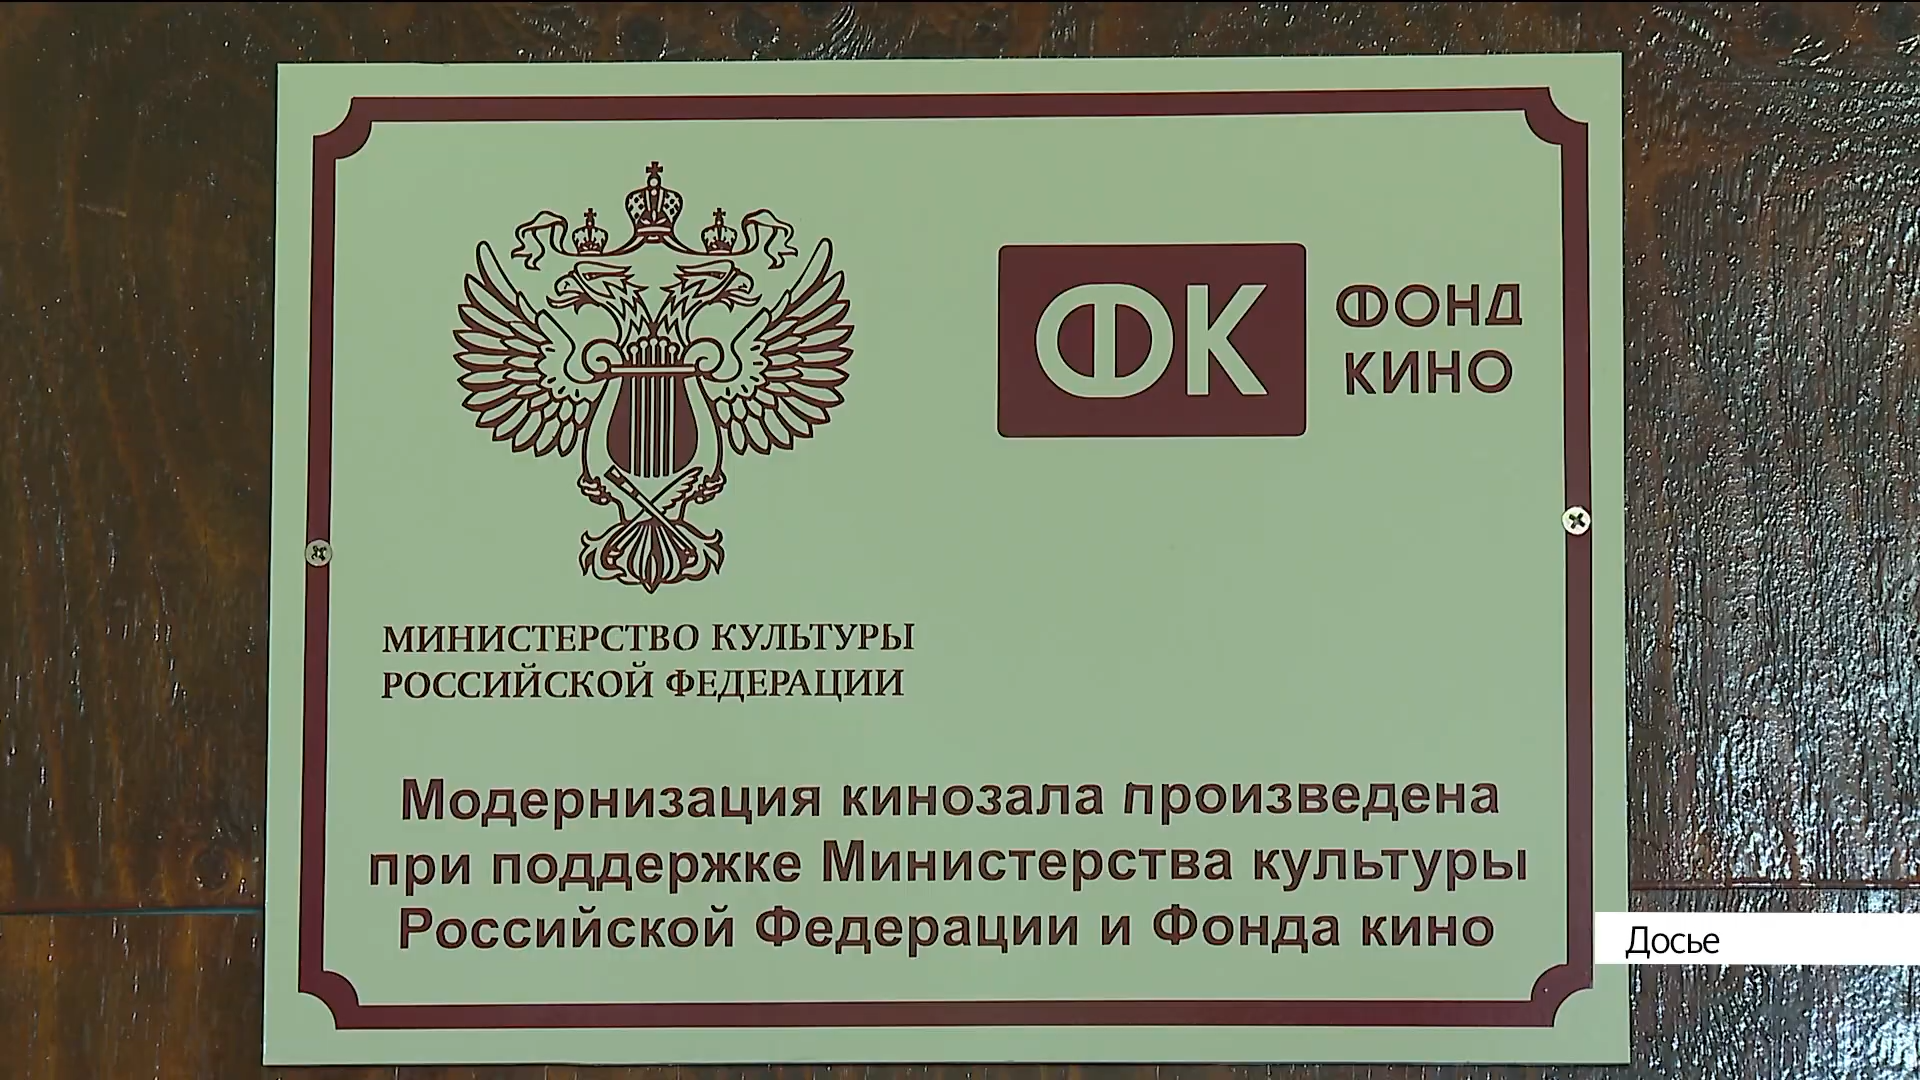 ФК
ФОНД
КИНО
МИНИСТЕРСТВО КУЛЬТУРЫ
РОССИЙСКОЙ ФЕДЕРАЦИИ
Модернизация кинозала произведена
при поддержке Министерства культуры
Российской Федерации и Фонда кино
Досье